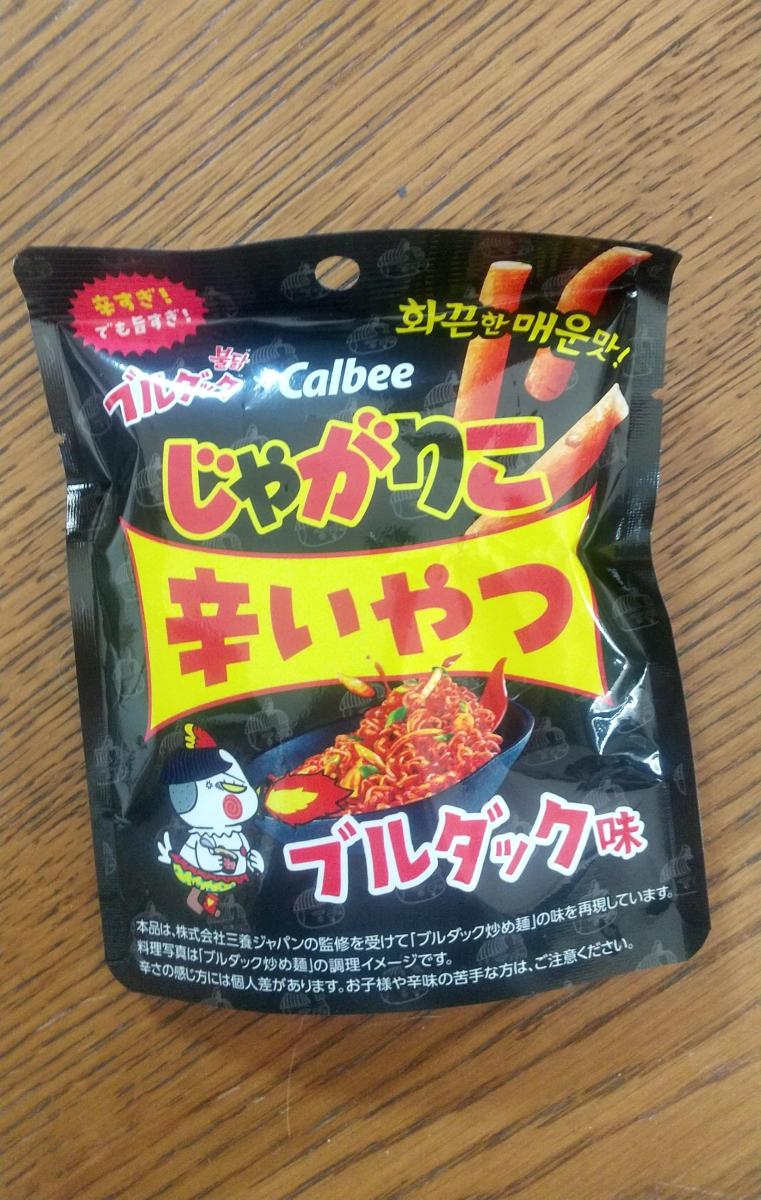 辛すぎ!
でも旨すぎ!
화끈한 매운맛!
불닭
ブルダック × Calbee
じゃがりこ
辛いやつ
ブルダック味
本品は、株式会社三養ジャパンの監修を受けて「ブルダック炒め麺」の味を再現しています。
料理写真は「ブルダック炒め麺」の調理イメージです。
辛さの感じ方には個人差があります。お子様や辛味の苦手な方は、ご注意ください。